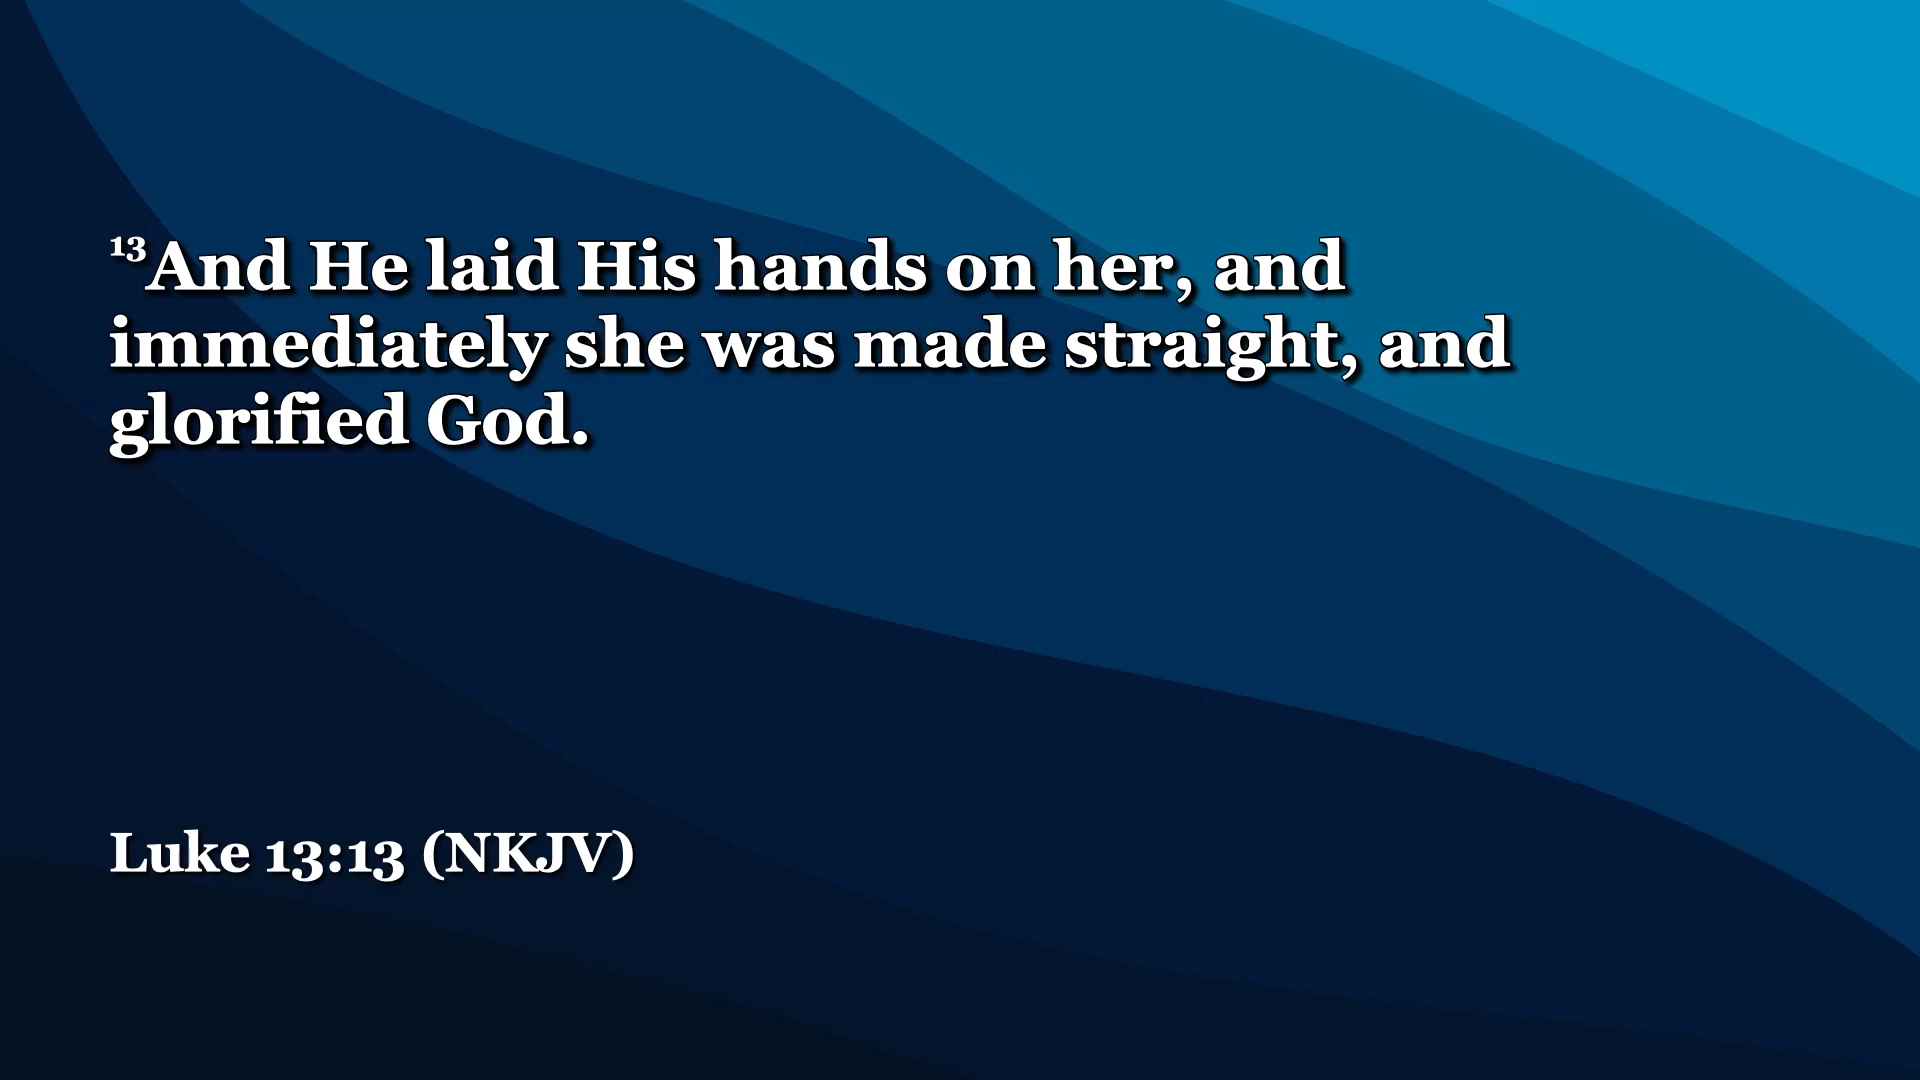 ¹³And He laid His hands on her, and
immediately she was made straight, and
glorified God.
Luke 13:13 (NKJV)